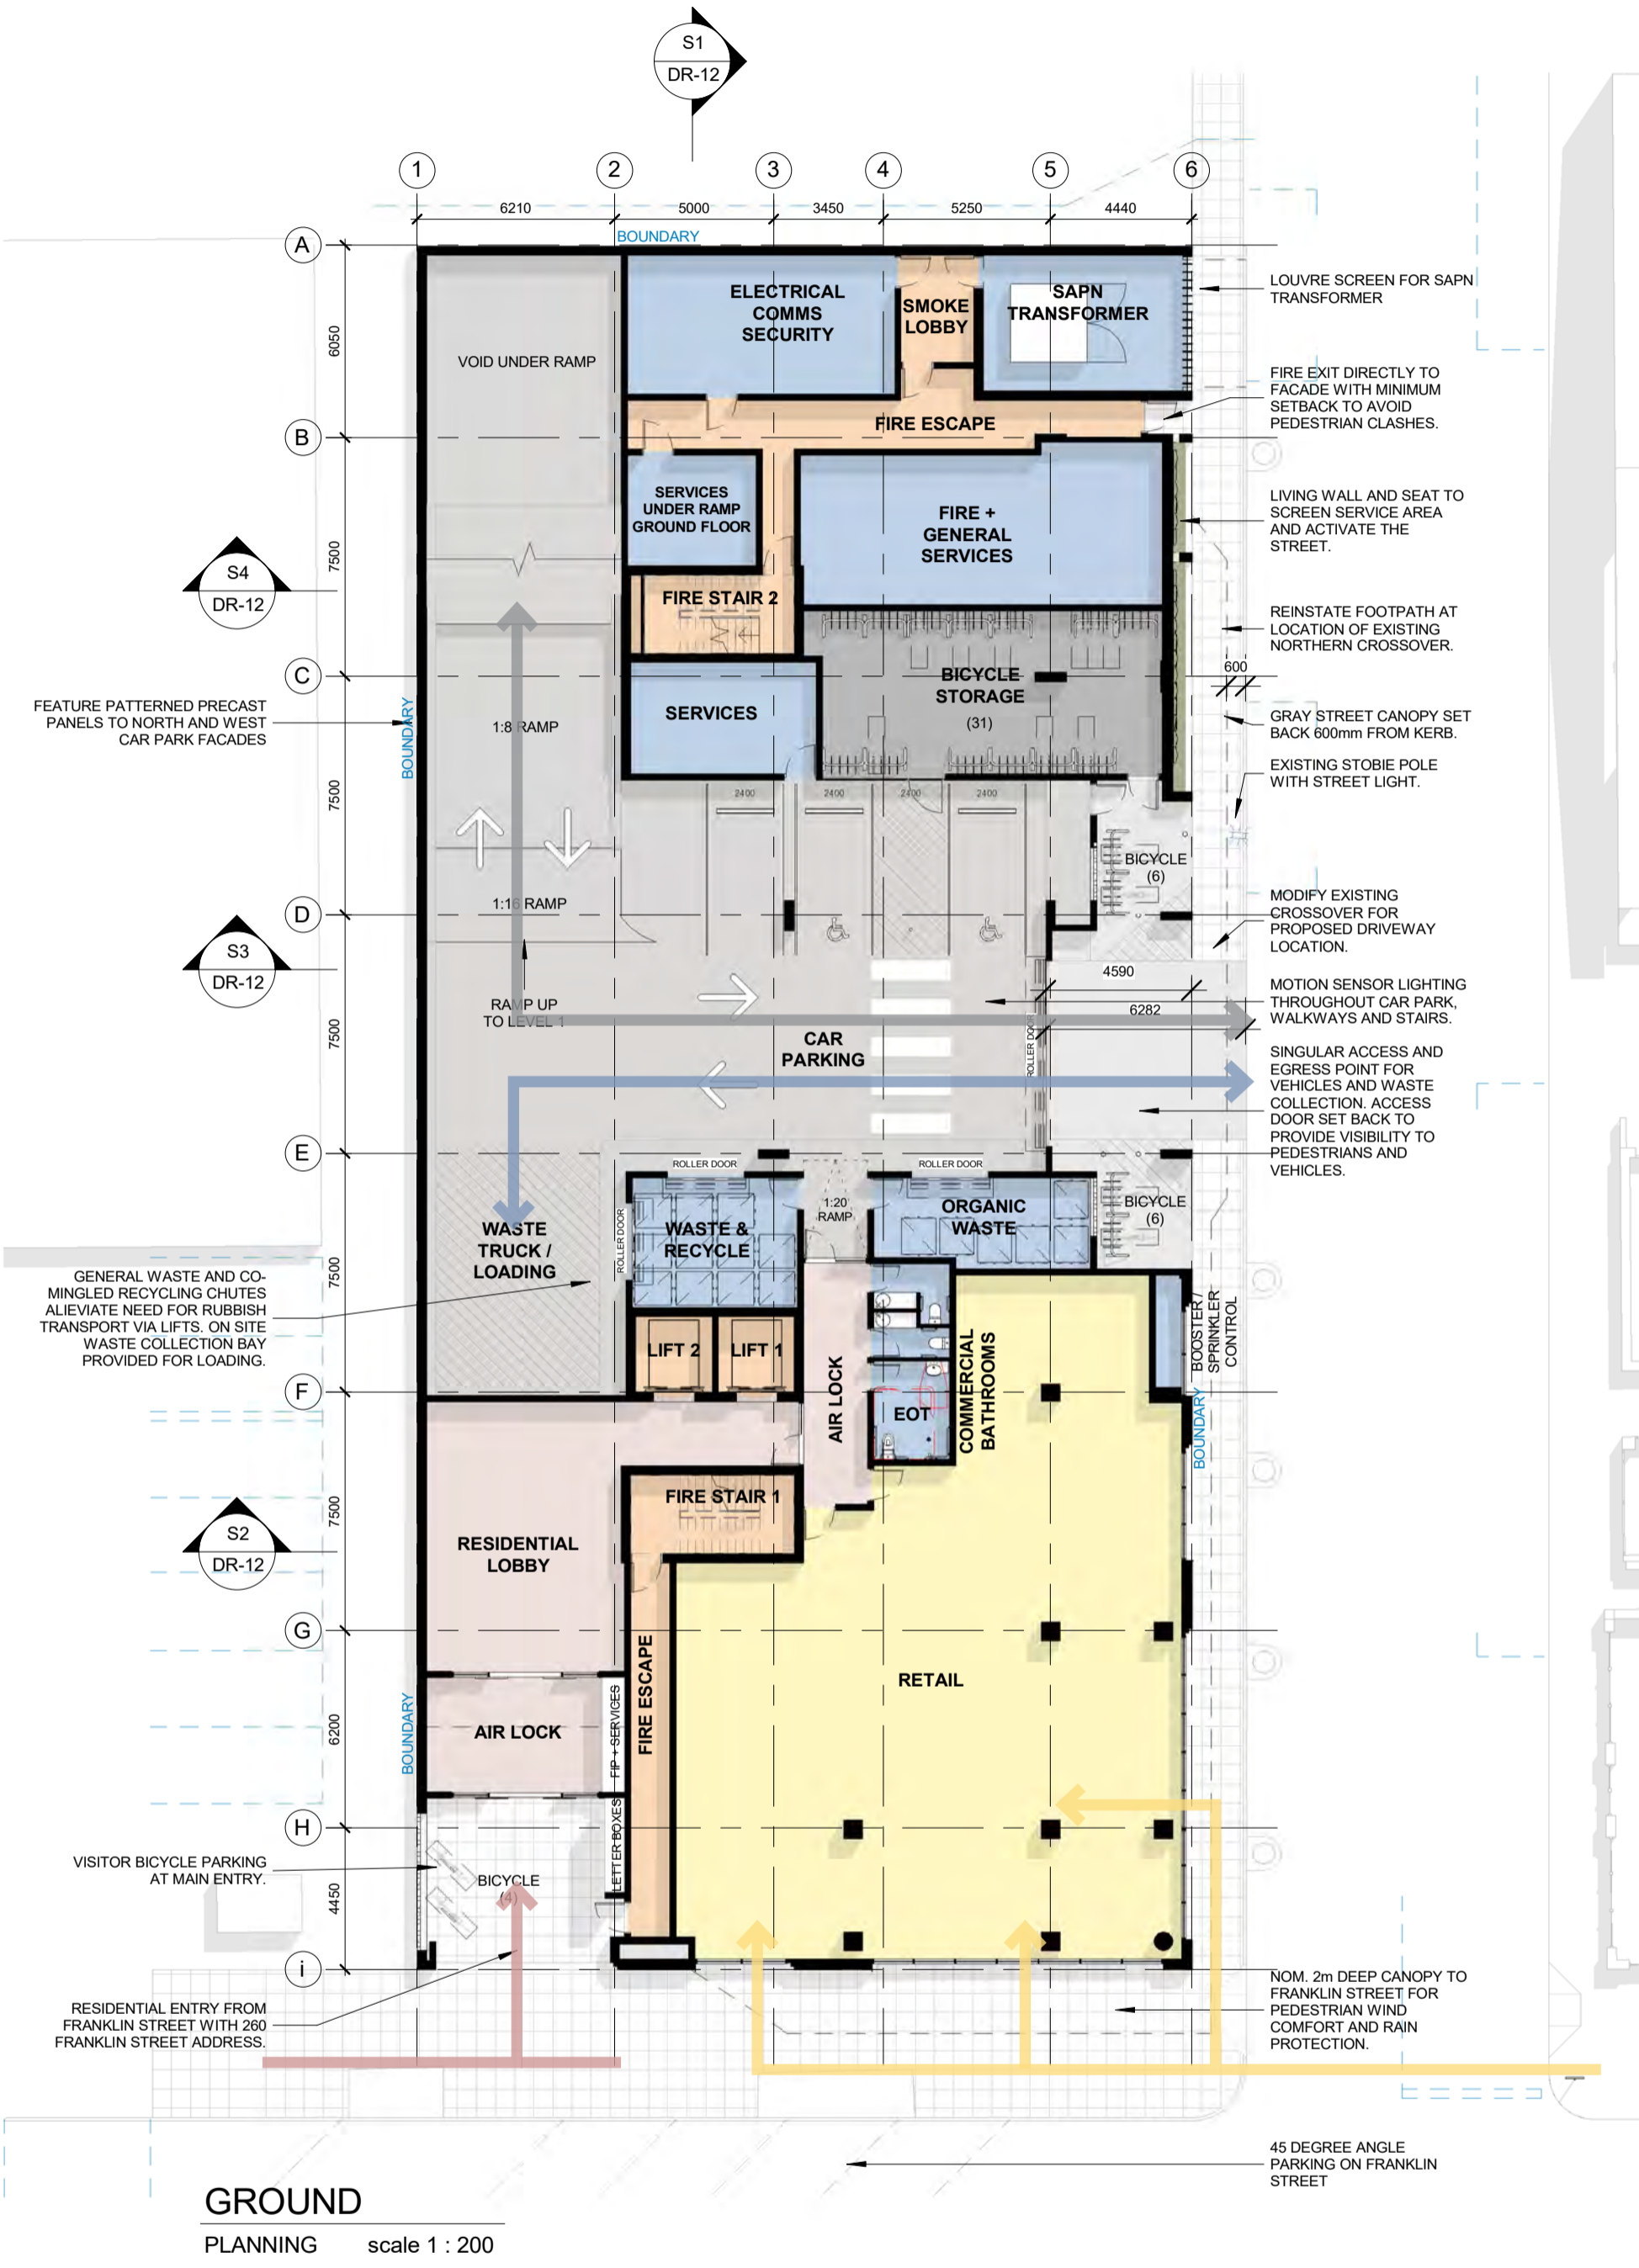 S1
DR-12
1
2
3
4
5
6
6210
5000
3450
5250
4440
BOUNDARY
A
B
C
D
E
F
G
H
i
6050
7500
7500
7500
7500
7500
6200
4450
S4
DR-12
S3
DR-12
S2
DR-12
ELECTRICAL
COMMS
SECURITY
SMOKE
LOBBY
SAPN
TRANSFORMER
VOID UNDER RAMP
FIRE ESCAPE
SERVICES
UNDER RAMP
GROUND FLOOR
FIRE +
GENERAL
SERVICES
FIRE STAIR 2
BICYCLE
STORAGE
(31)
SERVICES
1:8 RAMP
2400
2400
2400
2400
BICYCLE
(6)
1:16 RAMP
RAMP UP
TO LEVEL 1
CAR
PARKING
4590
6282
600
ROLLER DOOR
ROLLER DOOR
ROLLER DOOR
ROLLER DOOR
WASTE
TRUCK /
LOADING
WASTE &
RECYCLE
1:20
RAMP
ORGANIC
WASTE
BICYCLE
(6)
LIFT 2
LIFT 1
AIR LOCK
EOT
COMMERCIAL
BATHROOMS
BOOSTER /
SPRINKLER
CONTROL
BOUNDARY
FIRE STAIR 1
RESIDENTIAL
LOBBY
FIRE ESCAPE
RETAIL
AIR LOCK
FIP + SERVICES
LETTER BOXES
BICYCLE
(4)
BOUNDARY
BOUNDARY
FEATURE PATTERNED PRECAST
PANELS TO NORTH AND WEST
CAR PARK FACADES
GENERAL WASTE AND CO-
MINGLED RECYCLING CHUTES
ALIEVIATE NEED FOR RUBBISH
TRANSPORT VIA LIFTS. ON SITE
WASTE COLLECTION BAY
PROVIDED FOR LOADING.
VISITOR BICYCLE PARKING
AT MAIN ENTRY.
RESIDENTIAL ENTRY FROM
FRANKLIN STREET WITH 260
FRANKLIN STREET ADDRESS.
LOUVRE SCREEN FOR SAPN
TRANSFORMER
FIRE EXIT DIRECTLY TO
FACADE WITH MINIMUM
SETBACK TO AVOID
PEDESTRIAN CLASHES.
LIVING WALL AND SEAT TO
SCREEN SERVICE AREA
AND ACTIVATE THE
STREET.
REINSTATE FOOTPATH AT
LOCATION OF EXISTING
NORTHERN CROSSOVER.
GRAY STREET CANOPY SET
BACK 600mm FROM KERB.
EXISTING STOBIE POLE
WITH STREET LIGHT.
MODIFY EXISTING
CROSSOVER FOR
PROPOSED DRIVEWAY
LOCATION.
MOTION SENSOR LIGHTING
THROUGHOUT CAR PARK,
WALKWAYS AND STAIRS.
SINGULAR ACCESS AND
EGRESS POINT FOR
VEHICLES AND WASTE
COLLECTION. ACCESS
DOOR SET BACK TO
PROVIDE VISIBILITY TO
PEDESTRIANS AND
VEHICLES.
NOM. 2m DEEP CANOPY TO
FRANKLIN STREET FOR
PEDESTRIAN WIND
COMFORT AND RAIN
PROTECTION.
45 DEGREE ANGLE
PARKING ON FRANKLIN
STREET
GROUND
PLANNING scale 1 : 200